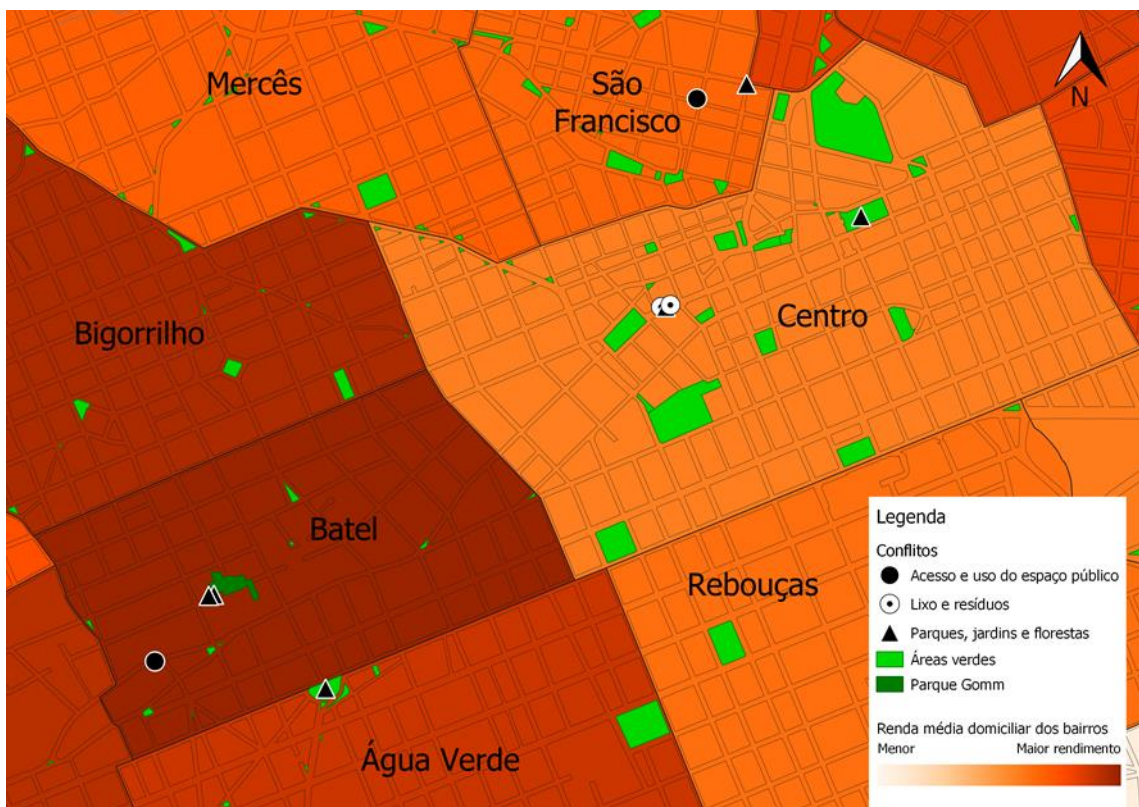 Mercês
São
Francisco
N
Bigorrilho
Centro
Batel
Rebouças
Água Verde
Legenda
Conflitos
Acesso e uso do espaço público
Lixo e resíduos
Parques, jardins e florestas
Áreas verdes
Parque Gomm
Renda média domiciliar dos bairros
Menor Maior rendimento